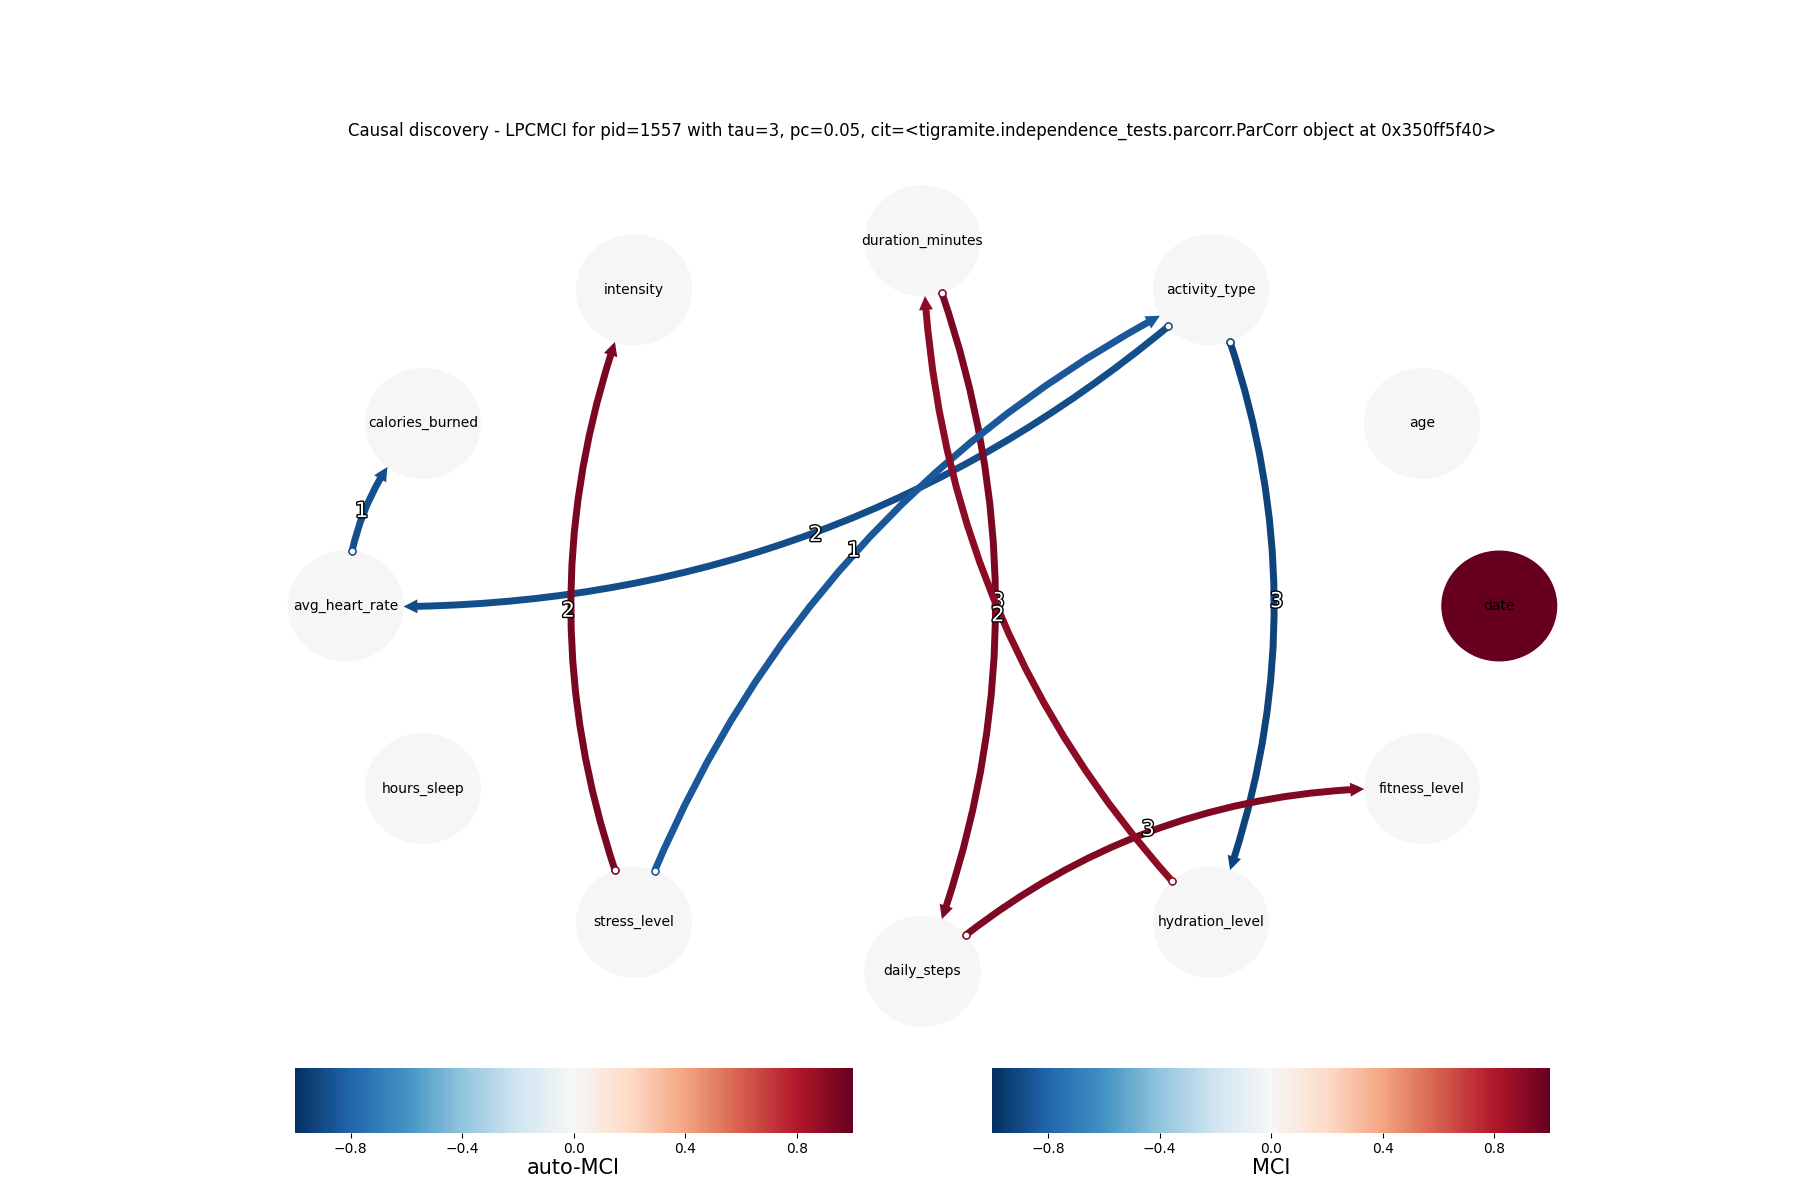 Causal discovery - LPCMCI for pid=1557 with tau=3, pc=0.05, cit=<tigramite.independence_tests.parcorr.ParCorr object at 0x350ff5f40>
duration_minutes
intensity
activity_type
calories_burned
age
1
2
1
avg_heart_rate
2
3
2
3
date
hours_sleep
fitness_level
3
stress_level
hydration_level
daily_steps
−0.8 −0.4 0.0 0.4 0.8
auto-MCI
−0.8 −0.4 0.0 0.4 0.8
MCI